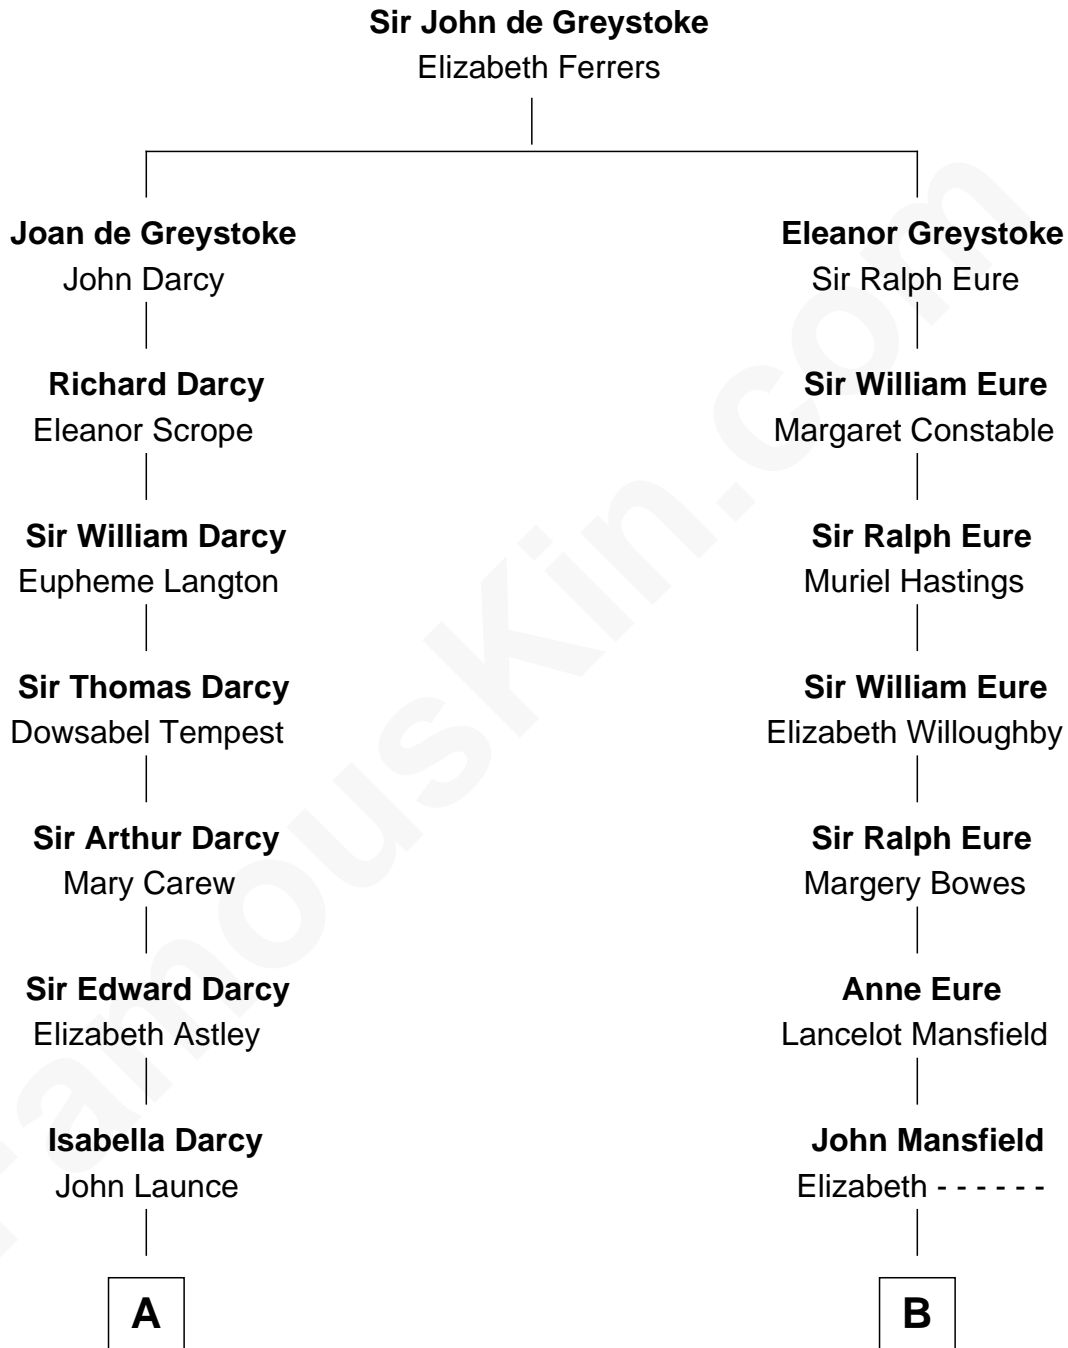 Sir John de Greystoke
Elizabeth Ferrers
Joan de Greystoke
John Darcy
Eleanor Greystoke
Sir Ralph Eure
Richard Darcy
Eleanor Scrope
Sir William Eure
Margaret Constable
Sir William Darcy
Eupheme Langton
Sir Ralph Eure
Muriel Hastings
Sir Thomas Darcy
Dowsabel Tempest
Sir William Eure
Elizabeth Willoughby
Sir Arthur Darcy
Mary Carew
Sir Ralph Eure
Margery Bowes
Sir Edward Darcy
Elizabeth Astley
Anne Eure
Lancelot Mansfield
Isabella Darcy
John Launce
John Mansfield
Elizabeth - - - - - -
A
B
FamousKin.com